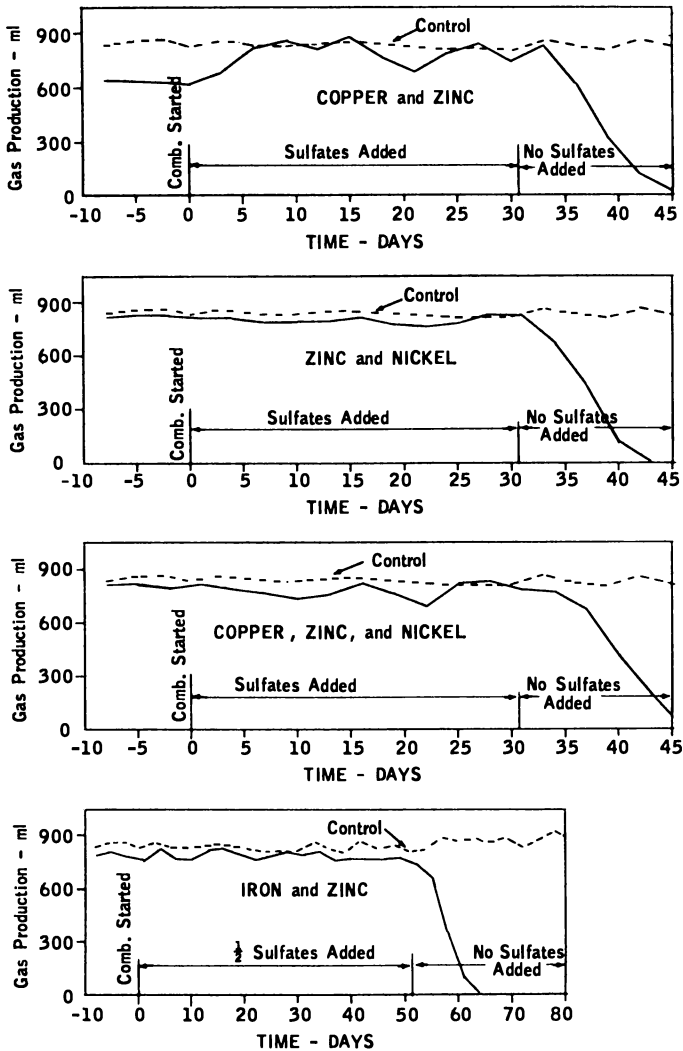 Gas Production - ml
900
600
300
0
Comb. Started
Control
COPPER and ZINC
Sulfates Added
No Sulfates
Added
-10 -5 0 5 10 15 20 25 30 35 40 45
TIME - DAYS
Gas Production - ml
900
600
300
0
Comb. Started
Control
ZINC and NICKEL
Sulfates Added
No Sulfates
Added
-10 -5 0 5 10 15 20 25 30 35 40 45
TIME - DAYS
Gas Production - ml
900
600
300
0
Comb. Started
Control
COPPER, ZINC, and NICKEL
Sulfates Added
No Sulfates
Added
-10 -5 0 5 10 15 20 25 30 35 40 45
TIME - DAYS
Gas Production - ml
900
600
300
0
Comb. Started
Control
IRON and ZINC
1/2 Sulfates Added
No Sulfates
Added
-10 0 10 20 30 40 50 60 70 80
TIME - DAYS